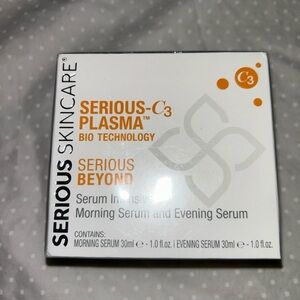 SERIOUS SKINCARE®
C3
SERIOUS-C3
PLASMA™
BIO TECHNOLOGY
SERIOUS
BEYOND
Serum
Morning Serum and Evening Serum
CONTAINS:
MORNING SERUM 30ml ℮ - 1.0 fl.oz. | EVENING SERUM 30ml ℮ - 1.0 fl.oz.